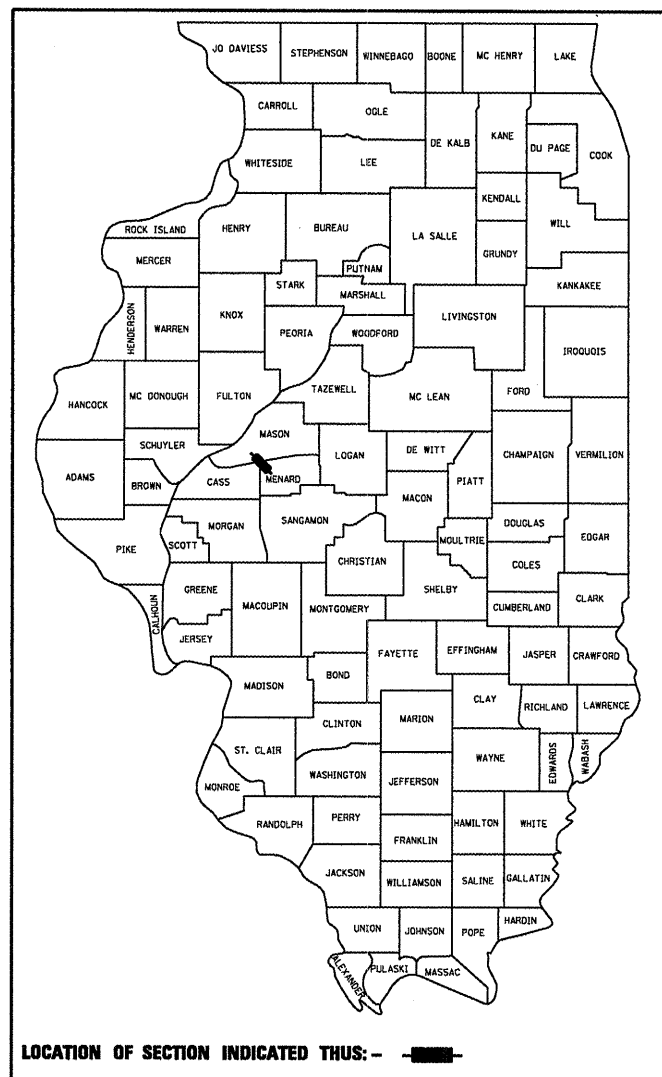 JO DAVIESS STEPHENSON WINNEBAGO BOONE MC HENRY LAKE
CARROLL OGLE DE KALB KANE DU PAGE COOK
WHITESIDE LEE
KENDALL WILL
ROCK ISLAND HENRY BUREAU LA SALLE GRUNDY
MERCER PUTNAM
STARK MARSHALL KANKAKEE
HENDERSON WARREN KNOX PEORIA WOODFORD LIVINGSTON
IROQUOIS
HANCOCK MC DONOUGH FULTON TAZEWELL MC LEAN FORD
SCHUYLER MASON
ADAMS BROWN CASS MENARD LOGAN DE WITT PIATT CHAMPAIGN VERMILION
MACON
MORGAN SANGAMON DOUGLAS
PIKE SCOTT CHRISTIAN MOULTRIE COLES EDGAR
GREENE MACOUPIN MONTGOMERY SHELBY CUMBERLAND CLARK
CALHOUN JERSEY
FAYETTE EFFINGHAM JASPER CRAWFORD
MADISON BOND
CLAY RICHLAND LAWRENCE
CLINTON MARION
ST. CLAIR WAYNE EDWARDS WABASH
WASHINGTON JEFFERSON
MONROE
RANDOLPH PERRY HAMILTON WHITE
FRANKLIN
JACKSON WILLIAMSON SALINE GALLATIN
HARDIN
UNION JOHNSON POPE
ALEXANDER PULASKI MASSAC
LOCATION OF SECTION INDICATED THUS: -